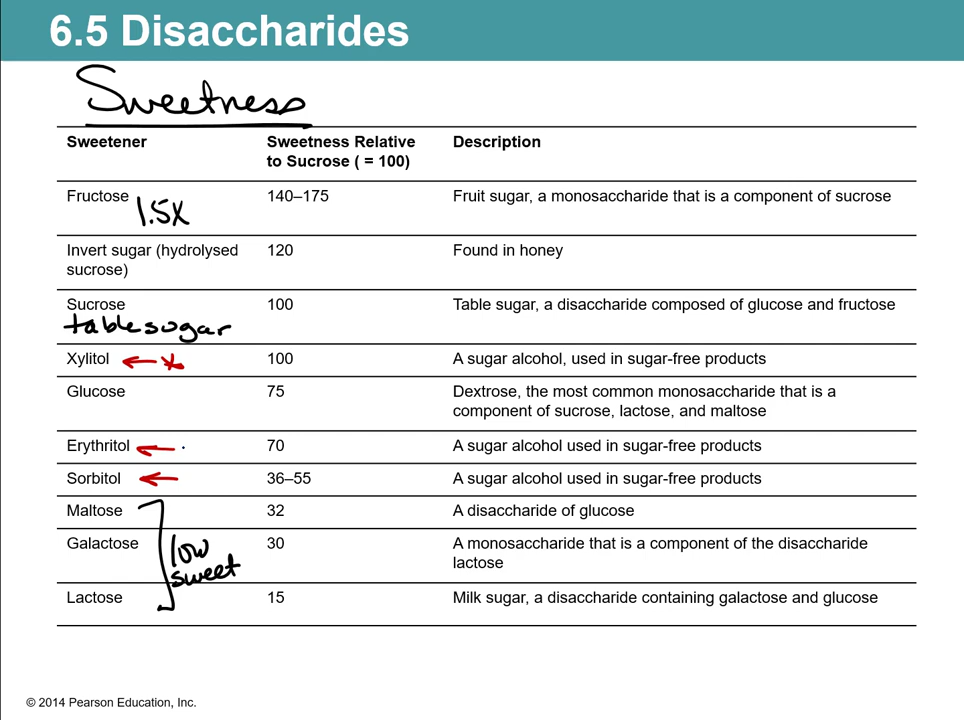 6.5 Disaccharides
Sweetness
Sweetener Sweetness Relative Description
to Sucrose ( = 100)
Fructose 140–175 Fruit sugar, a monosaccharide that is a component of sucrose
1.5X
Invert sugar (hydrolysed 120 Found in honey
sucrose)
Sucrose 100 Table sugar, a disaccharide composed of glucose and fructose
table sugar
Xylitol 100 A sugar alcohol, used in sugar-free products
Glucose 75 Dextrose, the most common monosaccharide that is a
component of sucrose, lactose, and maltose
Erythritol 70 A sugar alcohol used in sugar-free products
Sorbitol 36–55 A sugar alcohol used in sugar-free products
Maltose 32 A disaccharide of glucose
Galactose 30 A monosaccharide that is a component of the disaccharide
low lactose
sweet
Lactose 15 Milk sugar, a disaccharide containing galactose and glucose
© 2014 Pearson Education, Inc.